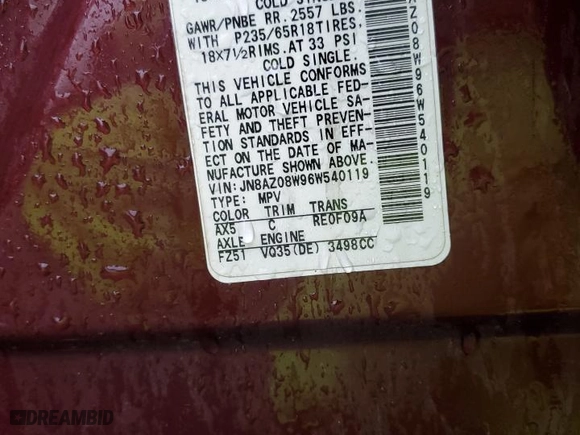 COLD
GAWR/PNBE RR. 2557 LBS.
WITH P235/65R18TIRES.
18X7½RIMS. AT 33 PSI
COLD SINGLE.
THIS VEHICLE CONFORMS
TO ALL APPLICABLE FED-
ERAL MOTOR VEHICLE SA-
FETY AND THEFT PREVEN-
TION STANDARDS IN EFF-
ECT ON THE DATE OF MA-
NUFACTURE SHOWN ABOVE.
VIN: JN8AZ08W96W540119
TYPE: MPV
COLOR TRIM TRANS
AX5 C RE0F09A
AXLE ENGINE
FZ51 VQ35(DE) 3498CC
AZ08W96W540119
DREAMBID